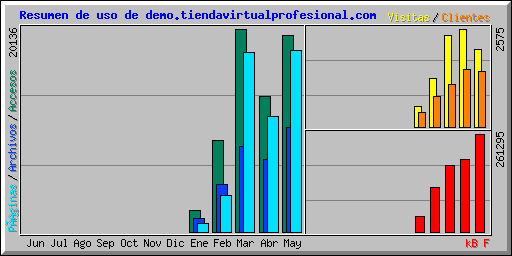 Resumen de uso de demo.tiendavirtualprofesional.com
Visitas/Clientes
20136
Páginas/Archivos/Accesos
2575
261295
Jun Jul Ago Sep Oct Nov Dic Ene Feb Mar Abr May
kB F